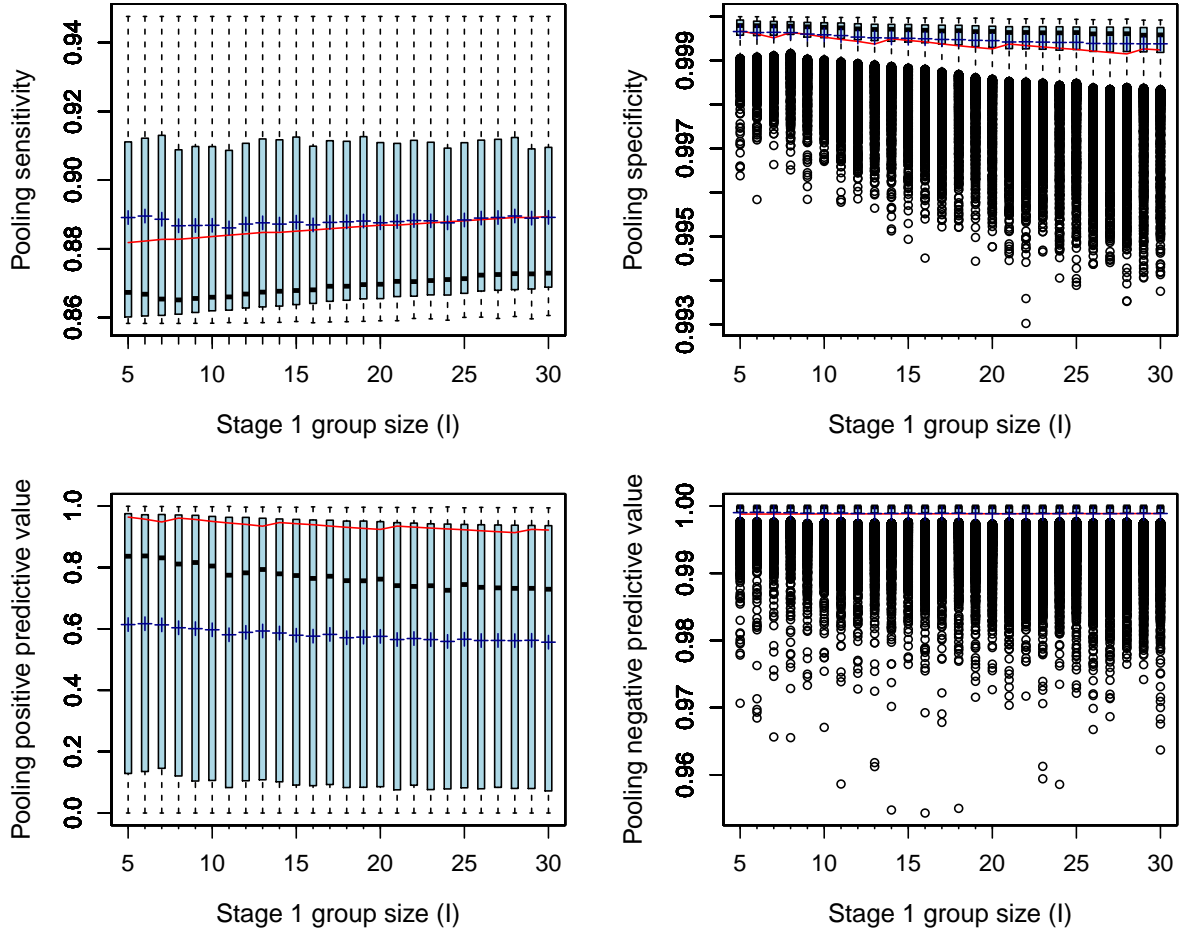 Pooling sensitivity
0.86 0.88 0.90 0.92 0.94
5 10 15 20 25 30
Stage 1 group size (I)
Pooling specificity
0.993 0.995 0.997 0.999
5 10 15 20 25 30
Stage 1 group size (I)
Pooling positive predictive value
0.0 0.2 0.4 0.6 0.8 1.0
5 10 15 20 25 30
Stage 1 group size (I)
Pooling negative predictive value
0.96 0.97 0.98 0.99 1.00
5 10 15 20 25 30
Stage 1 group size (I)